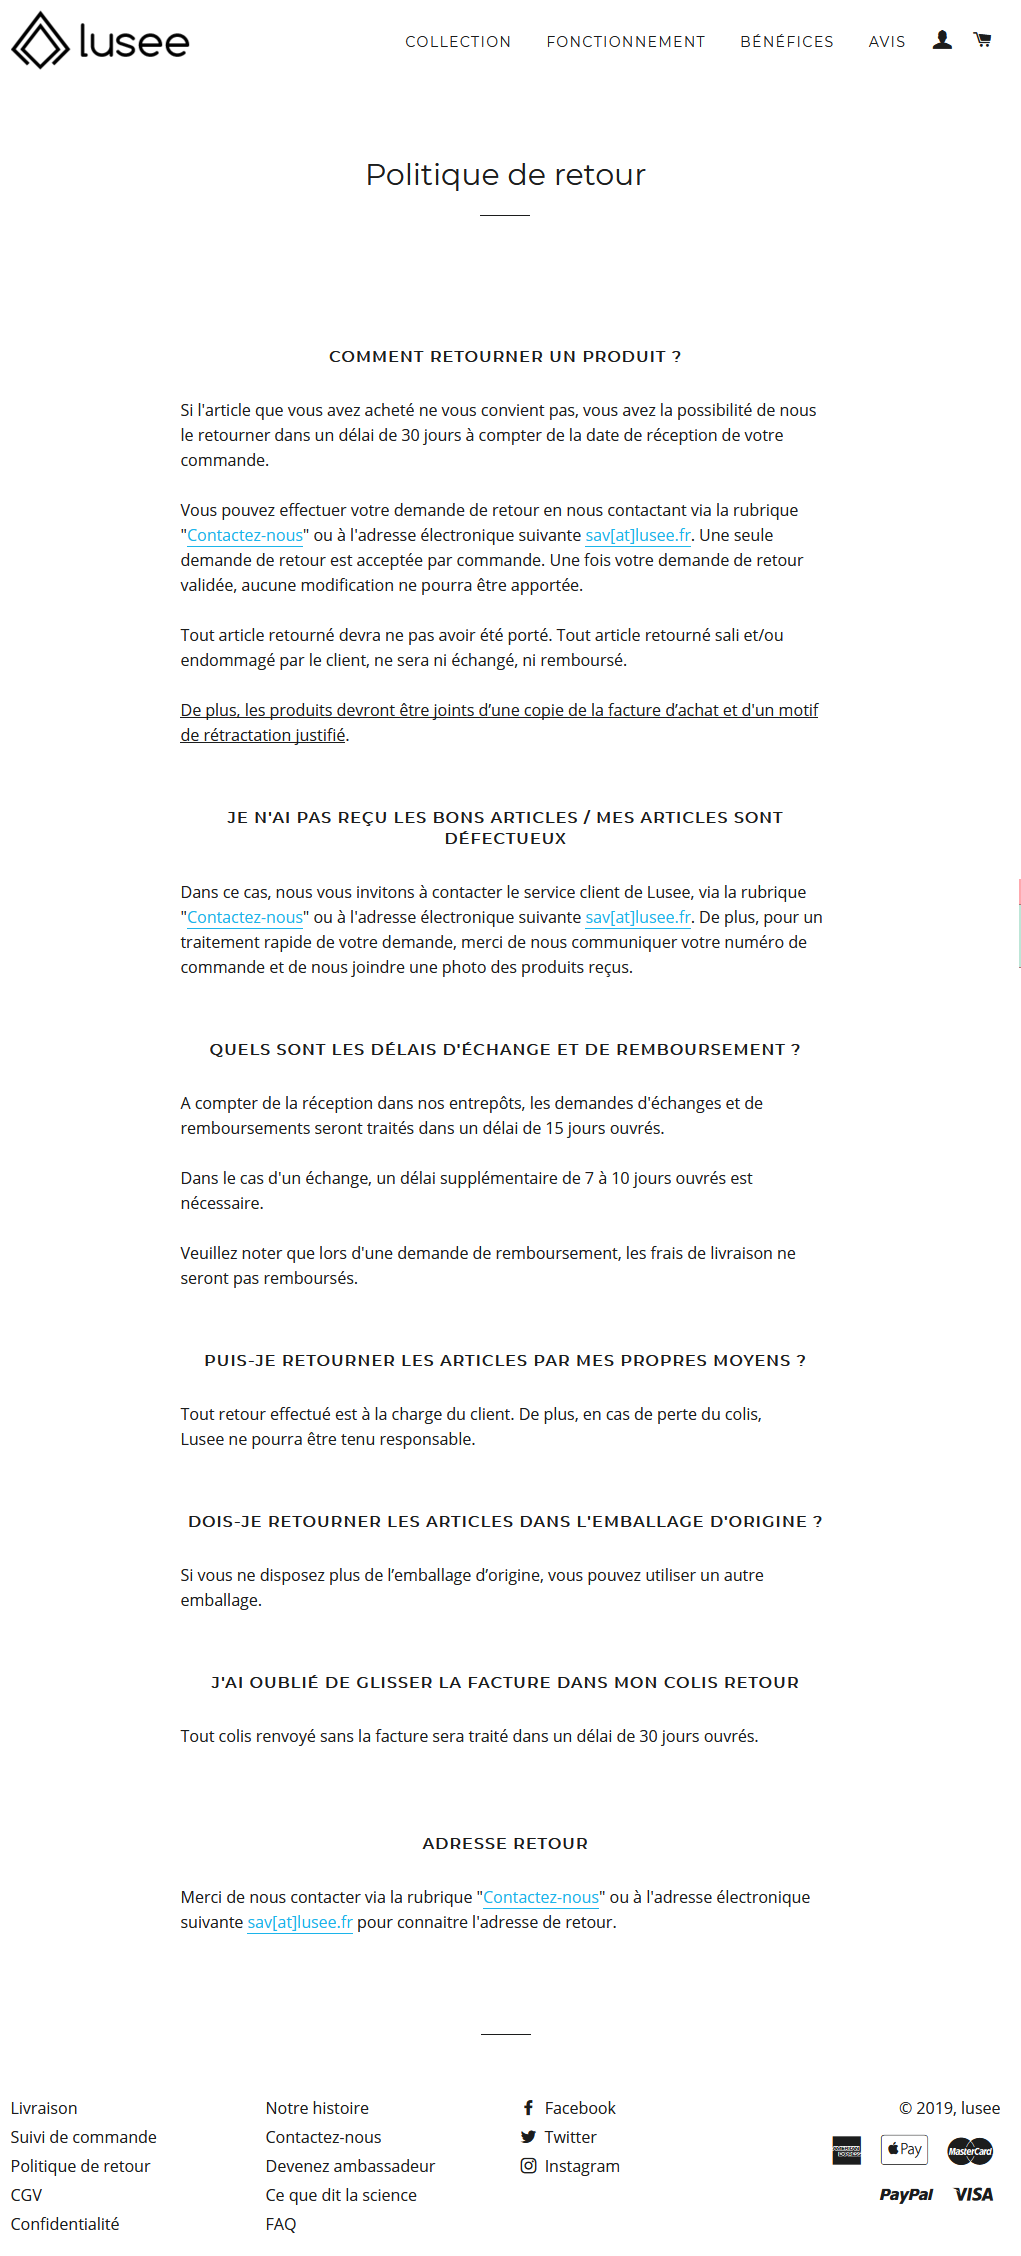 lusee
COLLECTION FONCTIONNEMENT BÉNÉFICES AVIS
Politique de retour
COMMENT RETOURNER UN PRODUIT ?
Si l'article que vous avez acheté ne vous convient pas, vous avez la possibilité de nous
le retourner dans un délai de 30 jours à compter de la date de réception de votre
commande.
Vous pouvez effectuer votre demande de retour en nous contactant via la rubrique
"Contactez-nous" ou à l'adresse électronique suivante sav[at]lusee.fr. Une seule
demande de retour est acceptée par commande. Une fois votre demande de retour
validée, aucune modification ne pourra être apportée.
Tout article retourné devra ne pas avoir été porté. Tout article retourné sali et/ou
endommagé par le client, ne sera ni échangé, ni remboursé.
De plus, les produits devront être joints d’une copie de la facture d’achat et d'un motif
de rétractation justifié.
JE N'AI PAS REÇU LES BONS ARTICLES / MES ARTICLES SONT
DÉFECTUEUX
Dans ce cas, nous vous invitons à contacter le service client de Lusee, via la rubrique
"Contactez-nous" ou à l'adresse électronique suivante sav[at]lusee.fr. De plus, pour un
traitement rapide de votre demande, merci de nous communiquer votre numéro de
commande et de nous joindre une photo des produits reçus.
QUELS SONT LES DÉLAIS D'ÉCHANGE ET DE REMBOURSEMENT ?
A compter de la réception dans nos entrepôts, les demandes d'échanges et de
remboursements seront traités dans un délai de 15 jours ouvrés.
Dans le cas d'un échange, un délai supplémentaire de 7 à 10 jours ouvrés est
nécessaire.
Veuillez noter que lors d'une demande de remboursement, les frais de livraison ne
seront pas remboursés.
PUIS-JE RETOURNER LES ARTICLES PAR MES PROPRES MOYENS ?
Tout retour effectué est à la charge du client. De plus, en cas de perte du colis,
Lusee ne pourra être tenu responsable.
DOIS-JE RETOURNER LES ARTICLES DANS L'EMBALLAGE D'ORIGINE ?
Si vous ne disposez plus de l’emballage d’origine, vous pouvez utiliser un autre
emballage.
J'AI OUBLIÉ DE GLISSER LA FACTURE DANS MON COLIS RETOUR
Tout colis renvoyé sans la facture sera traité dans un délai de 30 jours ouvrés.
ADRESSE RETOUR
Merci de nous contacter via la rubrique "Contactez-nous" ou à l'adresse électronique
suivante sav[at]lusee.fr pour connaitre l'adresse de retour.
Livraison
Suivi de commande
Politique de retour
CGV
Confidentialité
Notre histoire
Contactez-nous
Devenez ambassadeur
Ce que dit la science
FAQ
Facebook
Twitter
Instagram
© 2019, lusee
AMERICAN EXPRESS Pay MasterCard
PayPal VISA